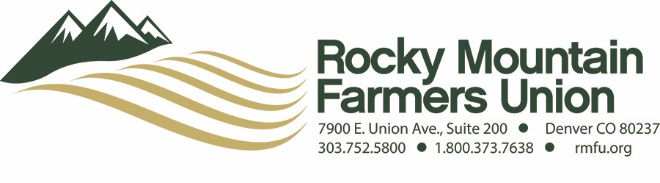 Rocky Mountain
Farmers Union
7900 E. Union Ave., Suite 200 ● Denver CO 80237
303.752.5800 ● 1.800.373.7638 ● rmfu.org